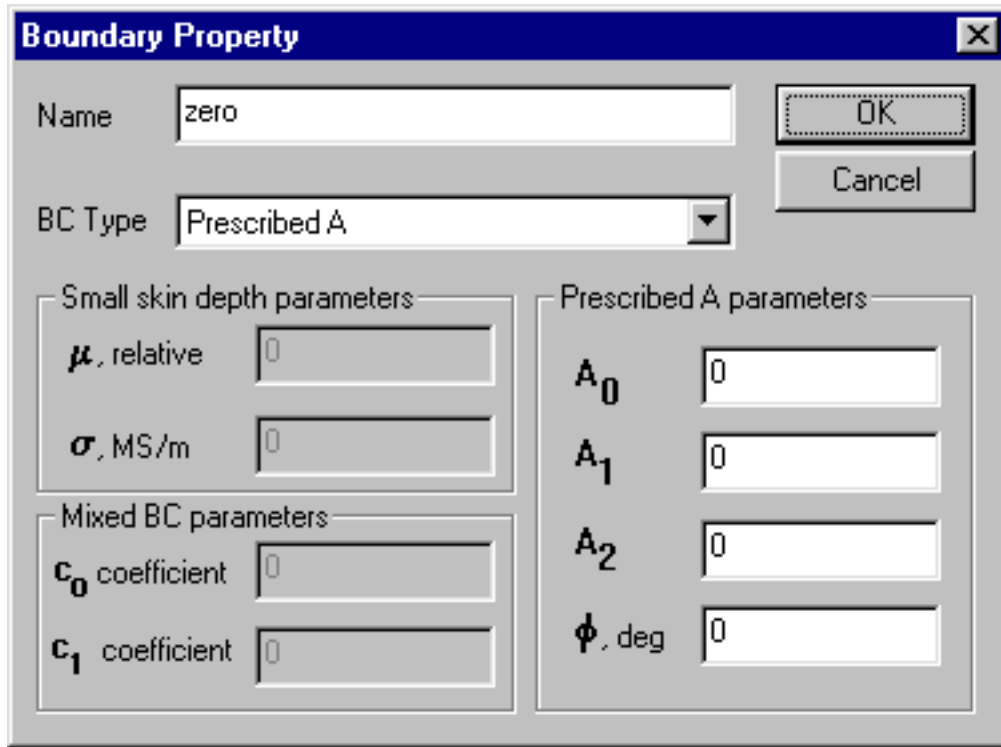 Boundary Property
Name zero
OK
Cancel
BC Type Prescribed A
Small skin depth parameters
μ, relative 0
σ, MS/m 0
Mixed BC parameters
c0 coefficient 0
c1 coefficient 0
Prescribed A parameters
A0 0
A1 0
A2 0
ϕ, deg 0